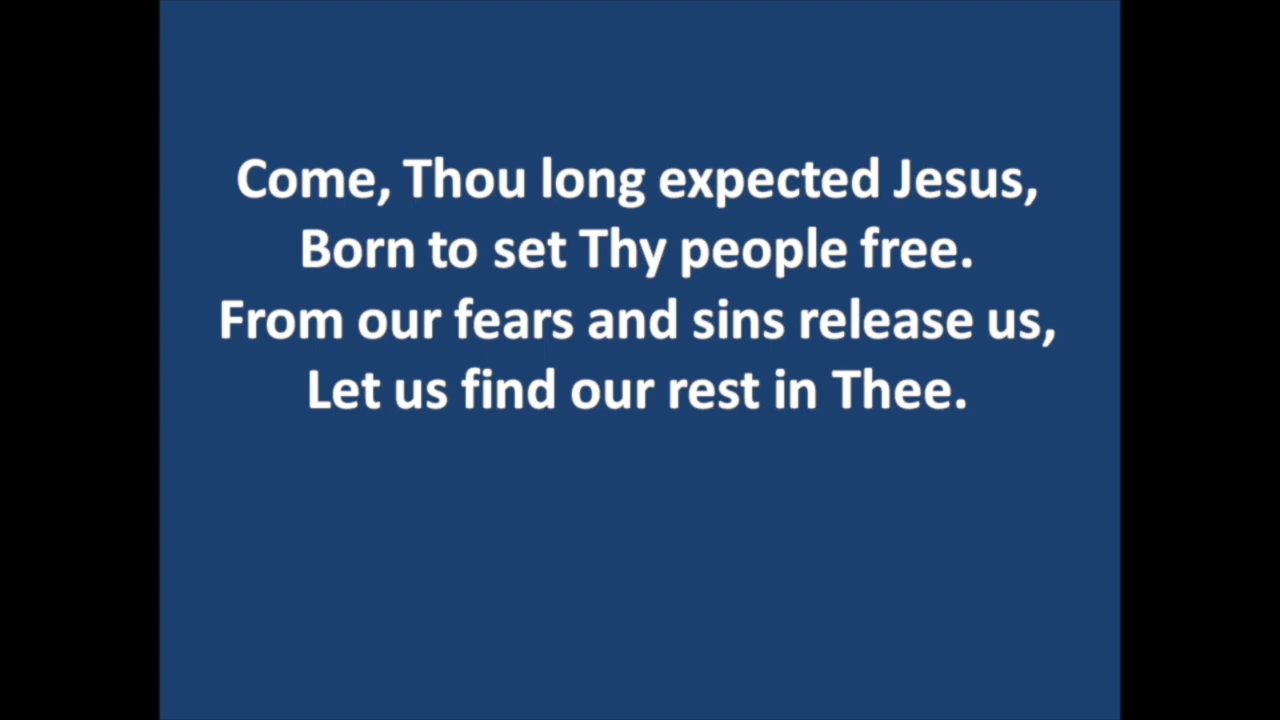 Come, Thou long expected Jesus,
Born to set Thy people free.
From our fears and sins release us,
Let us find our rest in Thee.